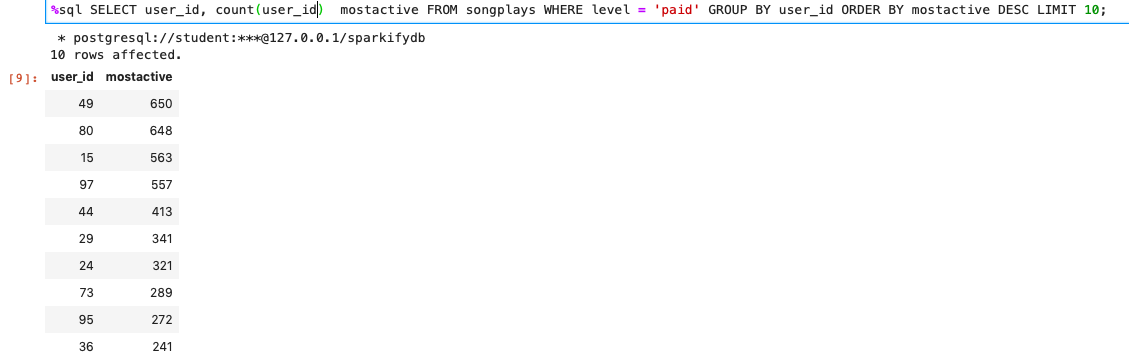 %sql SELECT user_id, count(user_id)  mostactive FROM songplays WHERE level = 'paid' GROUP BY user_id ORDER BY mostactive DESC LIMIT 10;
* postgresql://student:***@127.0.0.1/sparkifydb
10 rows affected.
[9]: user_id mostactive
49 650
80 648
15 563
97 557
44 413
29 341
24 321
73 289
95 272
36 241